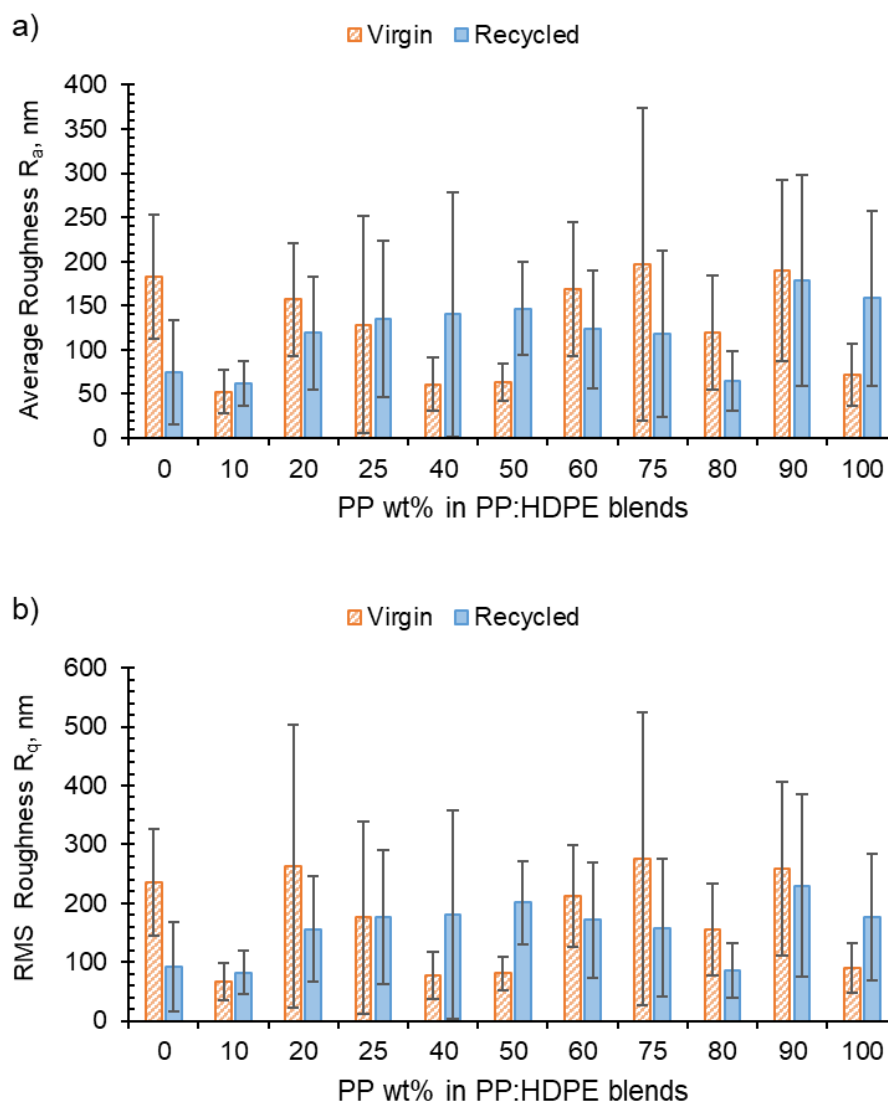 a)
Virgin Recycled
Average Roughness Rₐ, nm
400
350
300
250
200
150
100
50
0
0 10 20 25 40 50 60 75 80 90 100
PP wt% in PP:HDPE blends
b)
Virgin Recycled
RMS Roughness R_q, nm
600
500
400
300
200
100
0
0 10 20 25 40 50 60 75 80 90 100
PP wt% in PP:HDPE blends